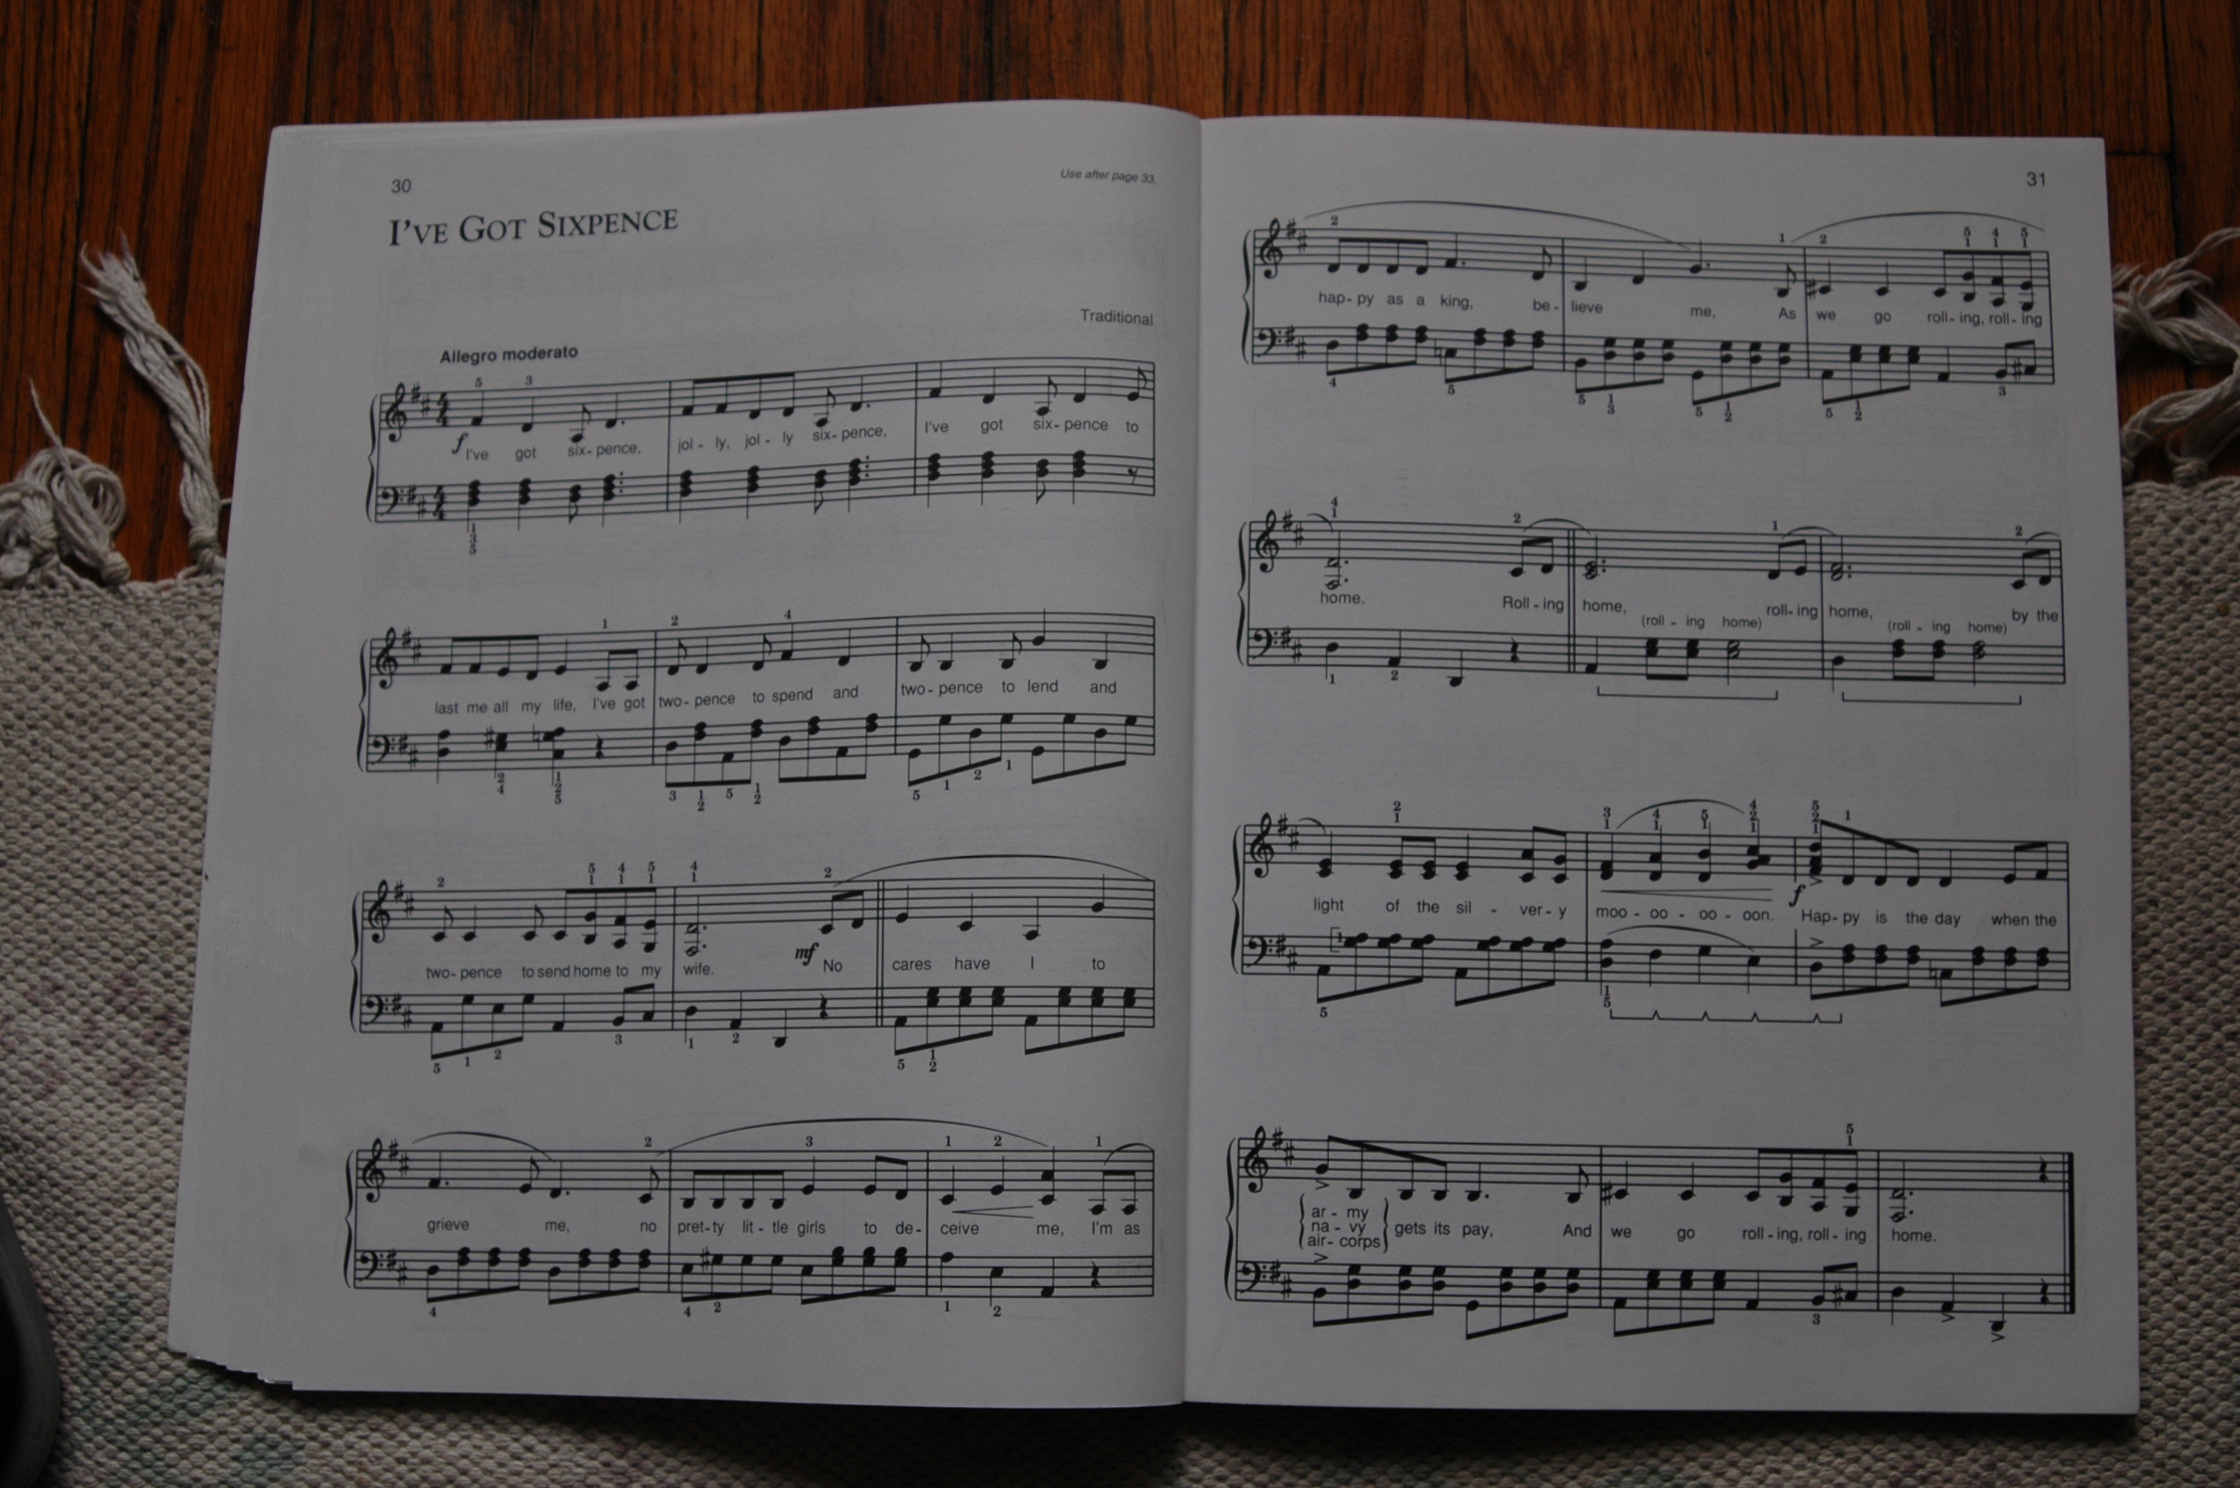 30
Use after page 33.
I'VE GOT SIXPENCE
Traditional
Allegro moderato
f I've got six-pence, jol - ly, jol - ly six-pence, I've got six-pence to
last me all my life, I've got two-pence to spend and two-pence to lend and
two-pence to send home to my wife. mf No cares have I to
grieve me, no pret-ty lit-tle girls to de-ceive me, I'm as
31
hap-py as a king, be-lieve me, As we go roll-ing, roll-ing
home. Roll-ing home, (roll - ing home) roll-ing home, (roll - ing home) by the
light of the sil - ver-y moo - oo - oo - oon. f Hap-py is the day when the
ar - my
na - vy
air-corps
gets its pay, And we go roll-ing, roll-ing home.